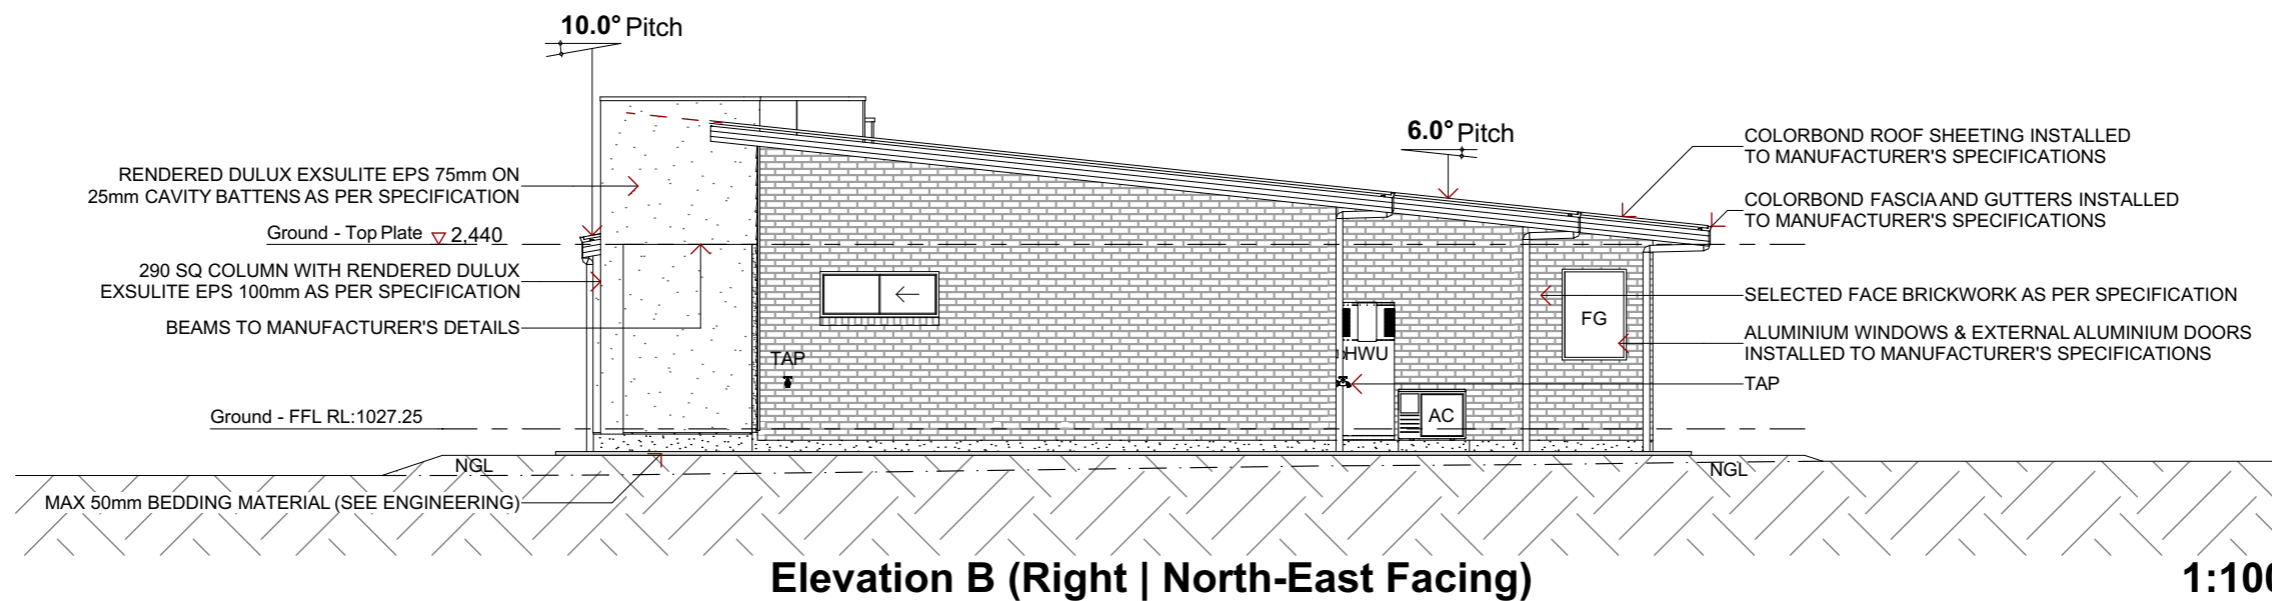 10.0° Pitch
6.0° Pitch
RENDERED DULUX EXSULITE EPS 75mm ON
25mm CAVITY BATTENS AS PER SPECIFICATION
Ground - Top Plate 2,440
290 SQ COLUMN WITH RENDERED DULUX
EXSULITE EPS 100mm AS PER SPECIFICATION
BEAMS TO MANUFACTURER'S DETAILS
Ground - FFL RL:1027.25
NGL
MAX 50mm BEDDING MATERIAL (SEE ENGINEERING)
TAP
HWU
AC
FG
COLORBOND ROOF SHEETING INSTALLED
TO MANUFACTURER'S SPECIFICATIONS
COLORBOND FASCIA AND GUTTERS INSTALLED
TO MANUFACTURER'S SPECIFICATIONS
SELECTED FACE BRICKWORK AS PER SPECIFICATION
ALUMINIUM WINDOWS & EXTERNAL ALUMINIUM DOORS
INSTALLED TO MANUFACTURER'S SPECIFICATIONS
TAP
NGL
Elevation B (Right | North-East Facing)
1:100